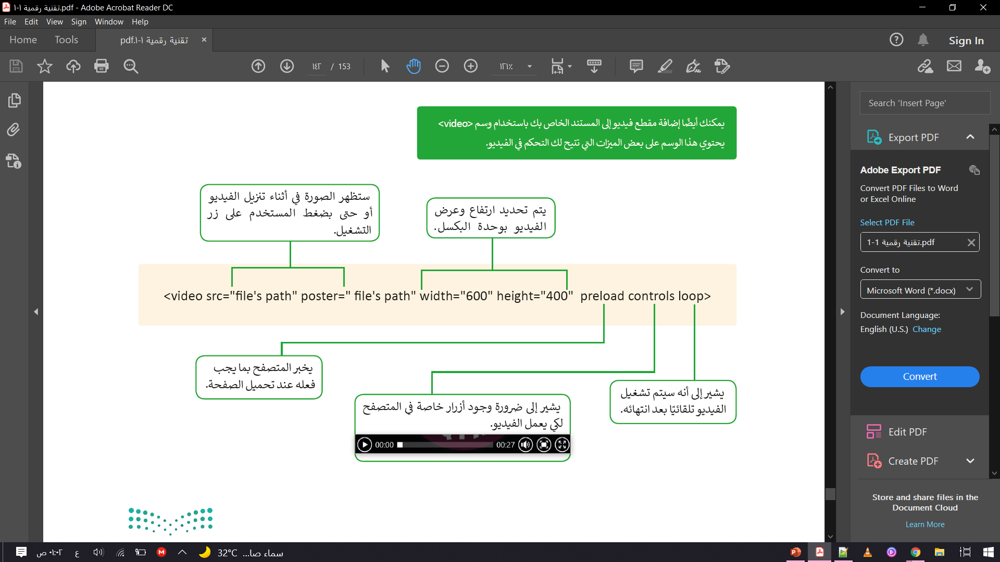 تقنية رقمية ١-١.pdf - Adobe Acrobat Reader DC
File Edit View Sign Window Help
Home Tools تقنية رقمية ١-١.pdf ×
Sign In
١٤٢ / 153
١٢١٪
يمكنك أيضًا إضافة مقطع فيديو إلى المستند الخاص بك باستخدام وسم <video>
يحتوي هذا الوسم على بعض الميزات التي تتيح لك التحكم في الفيديو.
ستظهر الصورة في أثناء تنزيل الفيديو
أو حتى بضغط المستخدم على زر
التشغيل.
يتم تحديد ارتفاع وعرض
الفيديو بوحدة البكسل.
<video src="file's path" poster=" file's path" width="600" height="400" preload controls loop>
يخبر المتصفح بما يجب
فعله عند تحميل الصفحة.
يشير إلى ضرورة وجود أزرار خاصة في المتصفح
لكي يعمل الفيديو.
00:00 00:27
يشير إلى أنه سيتم تشغيل
الفيديو تلقائيًا بعد انتهائه.
Search 'Insert Page'
Export PDF
Adobe Export PDF
Convert PDF Files to Word
or Excel Online
Select PDF File
تقنية رقمية 1-1.pdf
Convert to
Microsoft Word (*.docx)
Document Language:
English (U.S.) Change
Convert
Edit PDF
Create PDF
Store and share files in the
Document Cloud
Learn More
٠١:٠٢ ص
ع
32°C سماء صا...